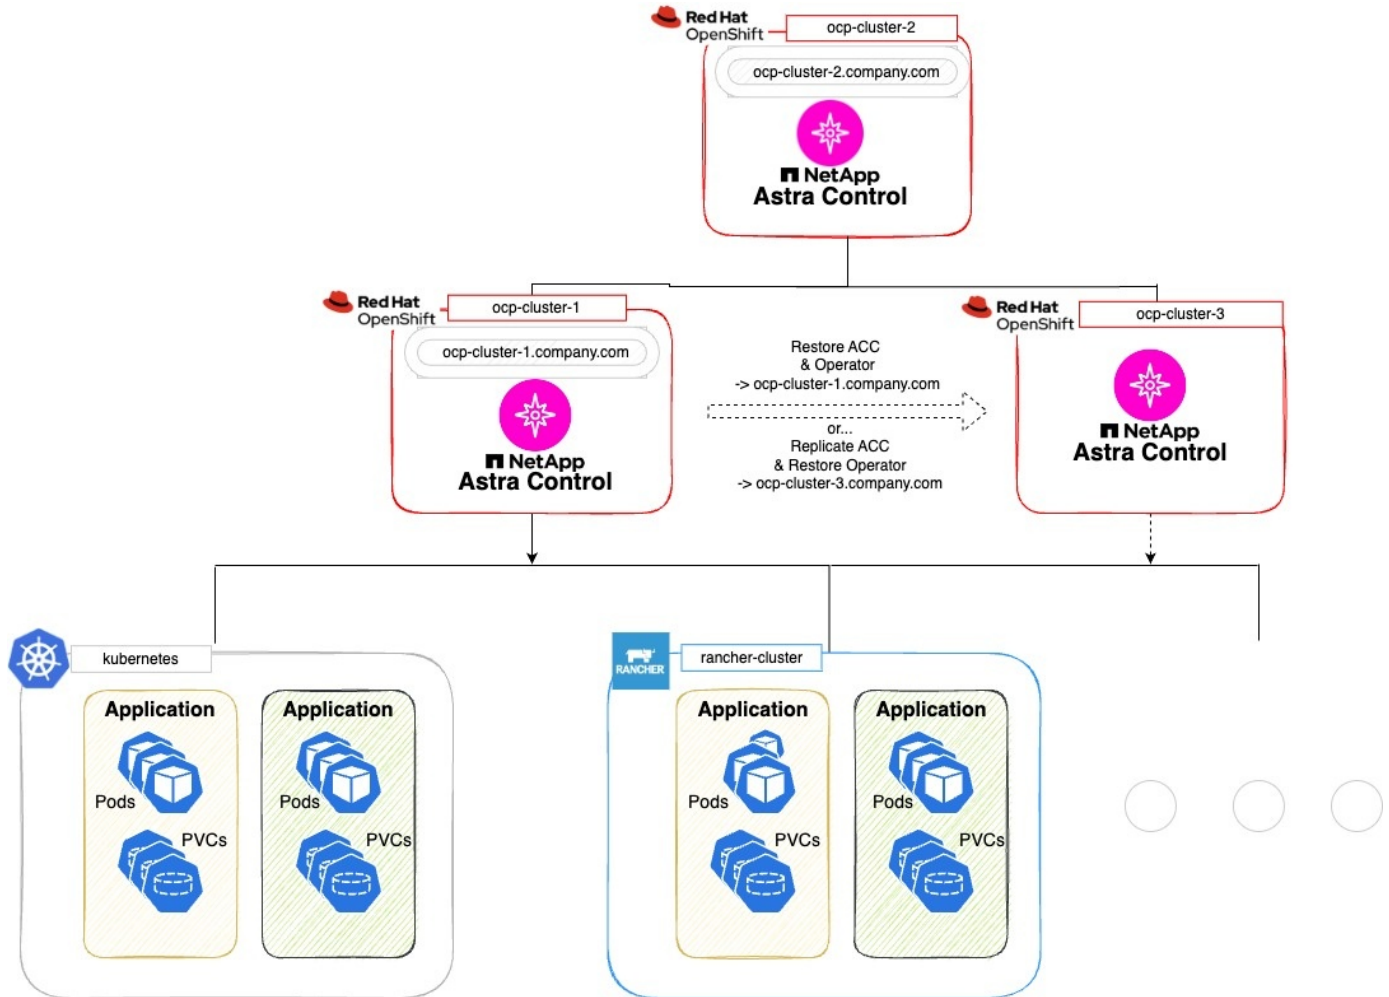 Red Hat
OpenShift
ocp-cluster-2
ocp-cluster-2.company.com
NetApp
Astra Control
Red Hat
OpenShift
ocp-cluster-1
ocp-cluster-1.company.com
NetApp
Astra Control
Restore ACC
& Operator
-> ocp-cluster-1.company.com
or...
Replicate ACC
& Restore Operator
-> ocp-cluster-3.company.com
Red Hat
OpenShift
ocp-cluster-3
NetApp
Astra Control
kubernetes
Application
Pods
PVCs
Application
Pods
PVCs
RANCHER
rancher-cluster
Application
Pods
PVCs
Application
Pods
PVCs